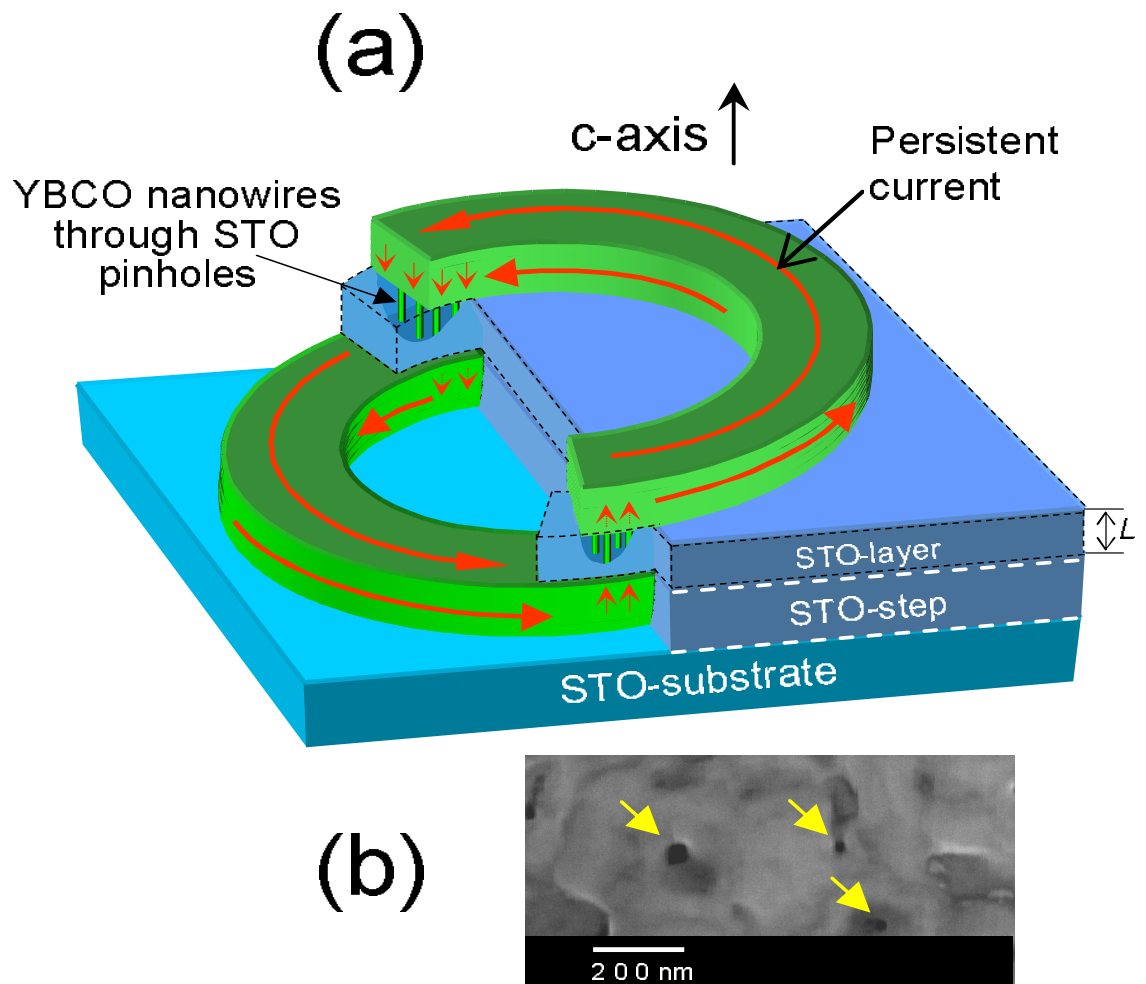 (a)
c-axis
Persistent
current
YBCO nanowires
through STO
pinholes
L
STO-layer
STO-step
STO-substrate
(b)
200 nm